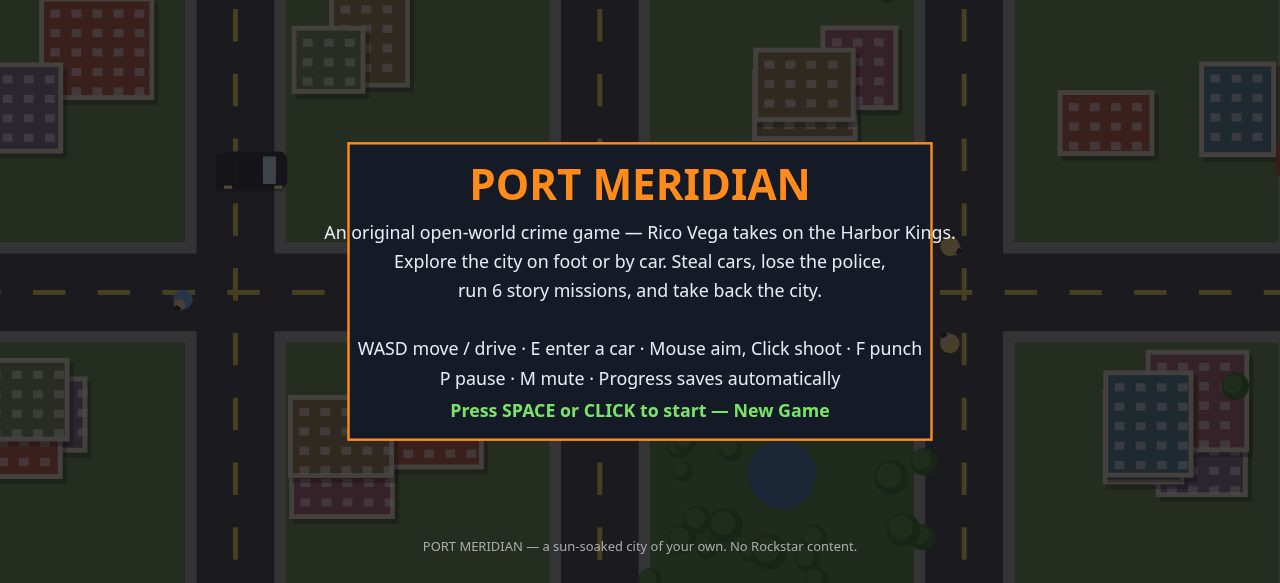 PORT MERIDIAN
An original open-world crime game — Rico Vega takes on the Harbor Kings.
Explore the city on foot or by car. Steal cars, lose the police,
run 6 story missions, and take back the city.
WASD move / drive · E enter a car · Mouse aim, Click shoot · F punch
P pause · M mute · Progress saves automatically
Press SPACE or CLICK to start — New Game
PORT MERIDIAN — a sun-soaked city of your own. No Rockstar content.